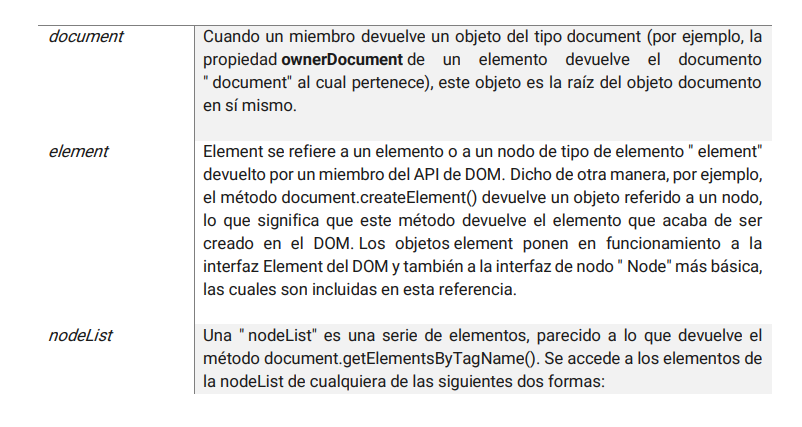 document
Cuando un miembro devuelve un objeto del tipo document (por ejemplo, la
propiedad ownerDocument de un elemento devuelve el documento
" document" al cual pertenece), este objeto es la raíz del objeto documento
en sí mismo.
element
Element se refiere a un elemento o a un nodo de tipo de elemento " element"
devuelto por un miembro del API de DOM. Dicho de otra manera, por ejemplo,
el método document.createElement() devuelve un objeto referido a un nodo,
lo que significa que este método devuelve el elemento que acaba de ser
creado en el DOM. Los objetos element ponen en funcionamiento a la
interfaz Element del DOM y también a la interfaz de nodo " Node" más básica,
las cuales son incluidas en esta referencia.
nodeList
Una " nodeList" es una serie de elementos, parecido a lo que devuelve el
método document.getElementsByTagName(). Se accede a los elementos de
la nodeList de cualquiera de las siguientes dos formas: